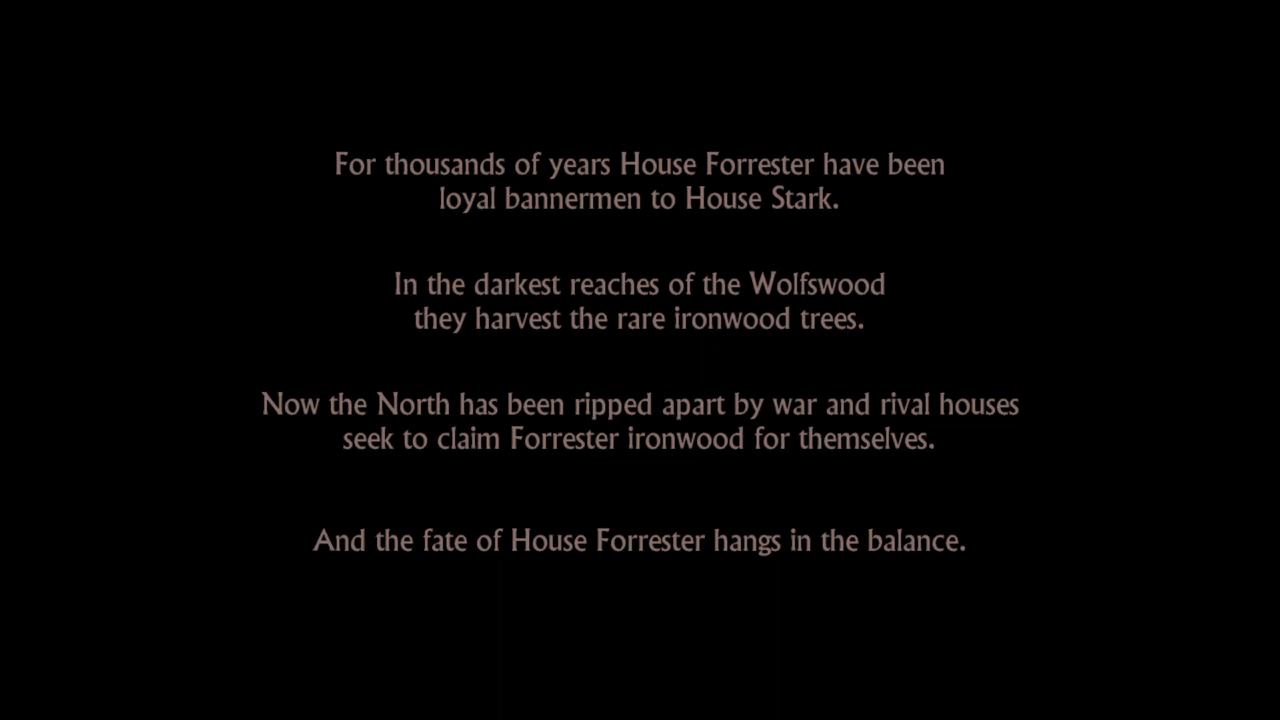 For thousands of years House Forrester have been
loyal bannermen to House Stark.
In the darkest reaches of the Wolfswood
they harvest the rare ironwood trees.
Now the North has been ripped apart by war and rival houses
seek to claim Forrester ironwood for themselves.
And the fate of House Forrester hangs in the balance.